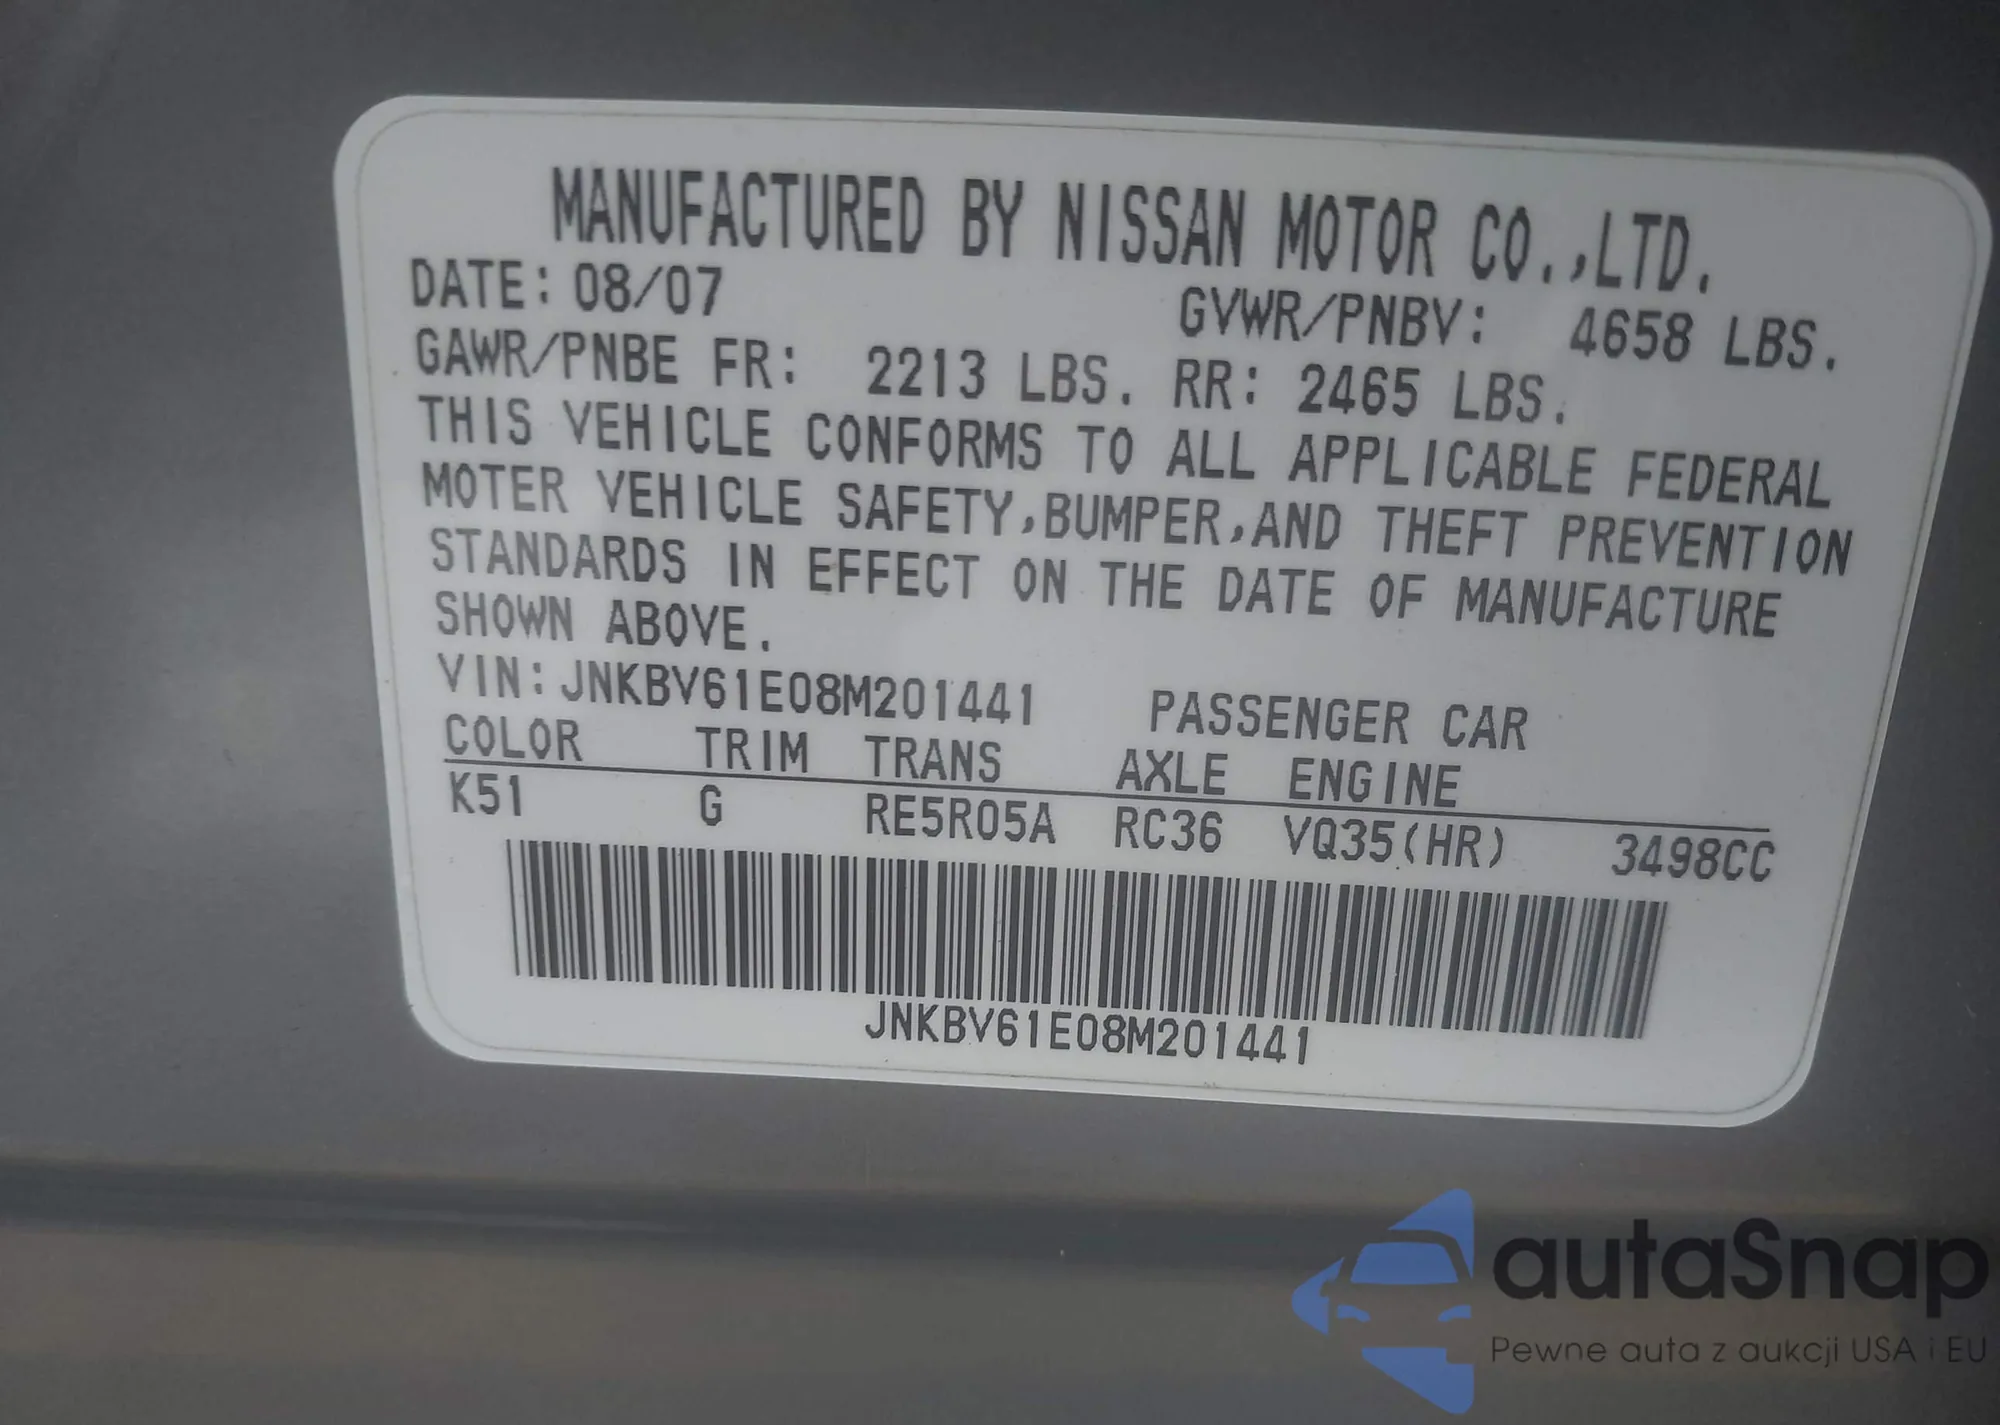 MANUFACTURED BY NISSAN MOTOR CO.,LTD.
DATE: 08/07 GVWR/PNBV: 4658 LBS.
GAWR/PNBE FR: 2213 LBS. RR: 2465 LBS.
THIS VEHICLE CONFORMS TO ALL APPLICABLE FEDERAL
MOTER VEHICLE SAFETY,BUMPER,AND THEFT PREVENTION
STANDARDS IN EFFECT ON THE DATE OF MANUFACTURE
SHOWN ABOVE.
VIN: JNKBV61E08M201441 PASSENGER CAR
COLOR TRIM TRANS AXLE ENGINE
K51 G RE5R05A RC36 VQ35(HR) 3498CC
JNKBV61E08M201441
autaSnap
Pewne auta z aukcji USA i EU